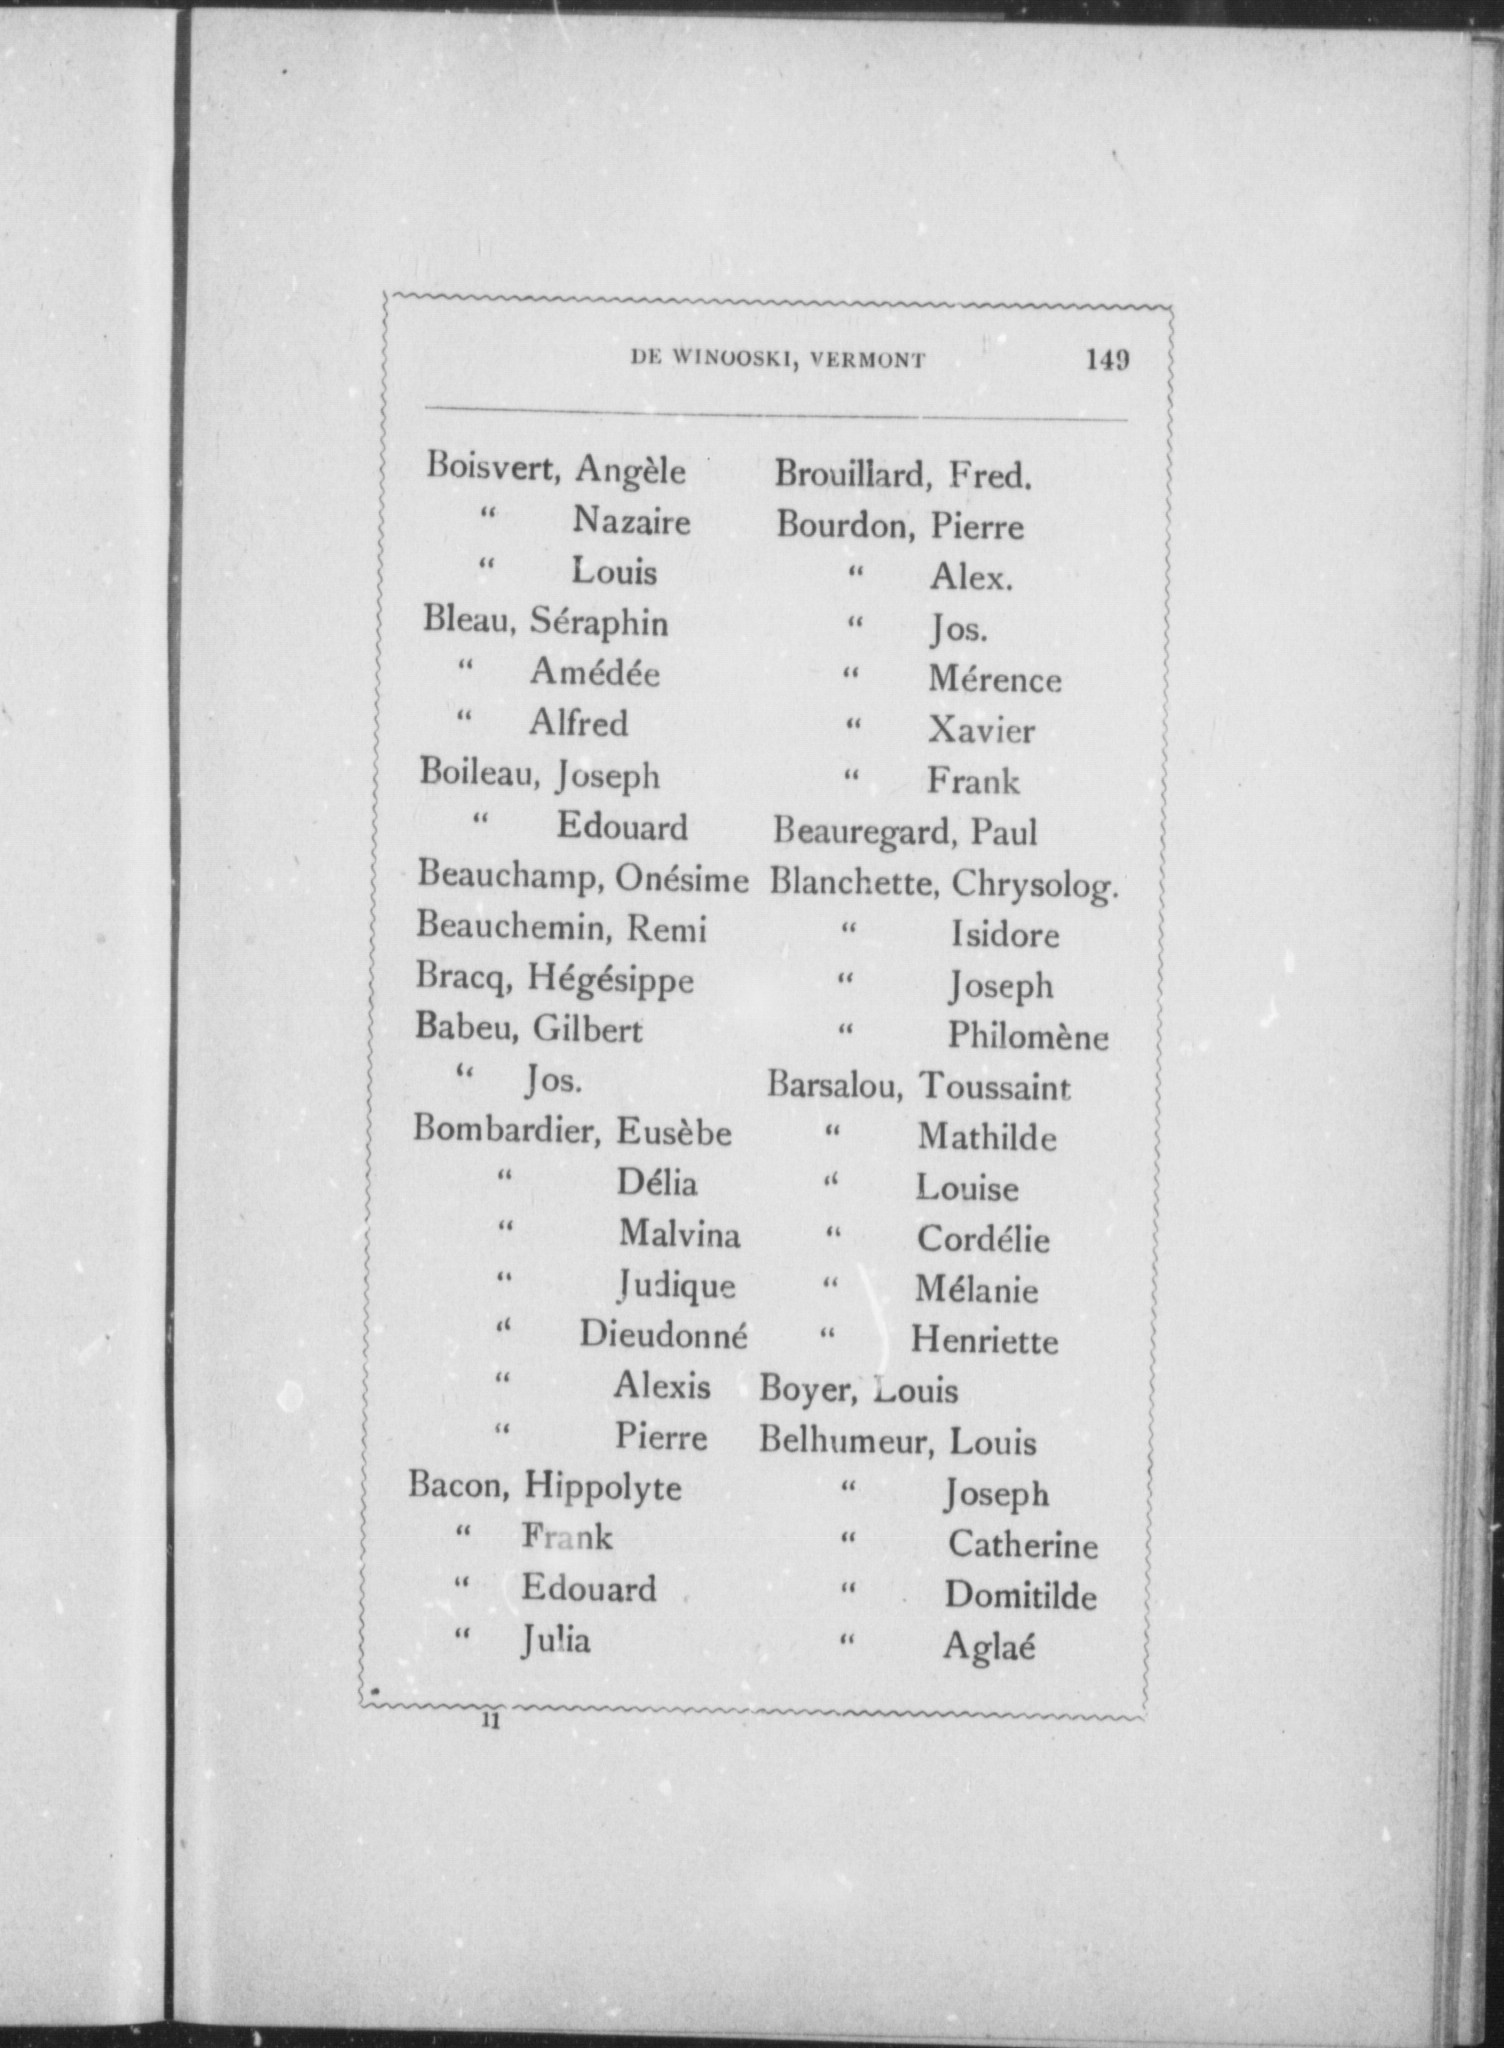 DE WINOOSKI, VERMONT 149
Boisvert, Angèle
“ Nazaire
“ Louis
Bleau, Séraphin
“ Amédée
“ Alfred
Boileau, Joseph
“ Edouard
Beauchamp, Onésime
Beauchemin, Remi
Bracq, Hégésippe
Babeu, Gilbert
“ Jos.
Bombardier, Eusèbe
“ Délia
“ Malvina
“ Judique
“ Dieudonné
“ Alexis
“ Pierre
Bacon, Hippolyte
“ Frank
“ Edouard
“ Julia
Brouillard, Fred.
Bourdon, Pierre
“ Alex.
“ Jos.
“ Mérence
“ Xavier
“ Frank
Beauregard, Paul
Blanchette, Chrysolog.
“ Isidore
“ Joseph
“ Philomène
Barsalou, Toussaint
“ Mathilde
“ Louise
“ Cordélie
“ Mélanie
“ Henriette
Boyer, Louis
Belhumeur, Louis
“ Joseph
“ Catherine
“ Domitilde
“ Aglaé
11